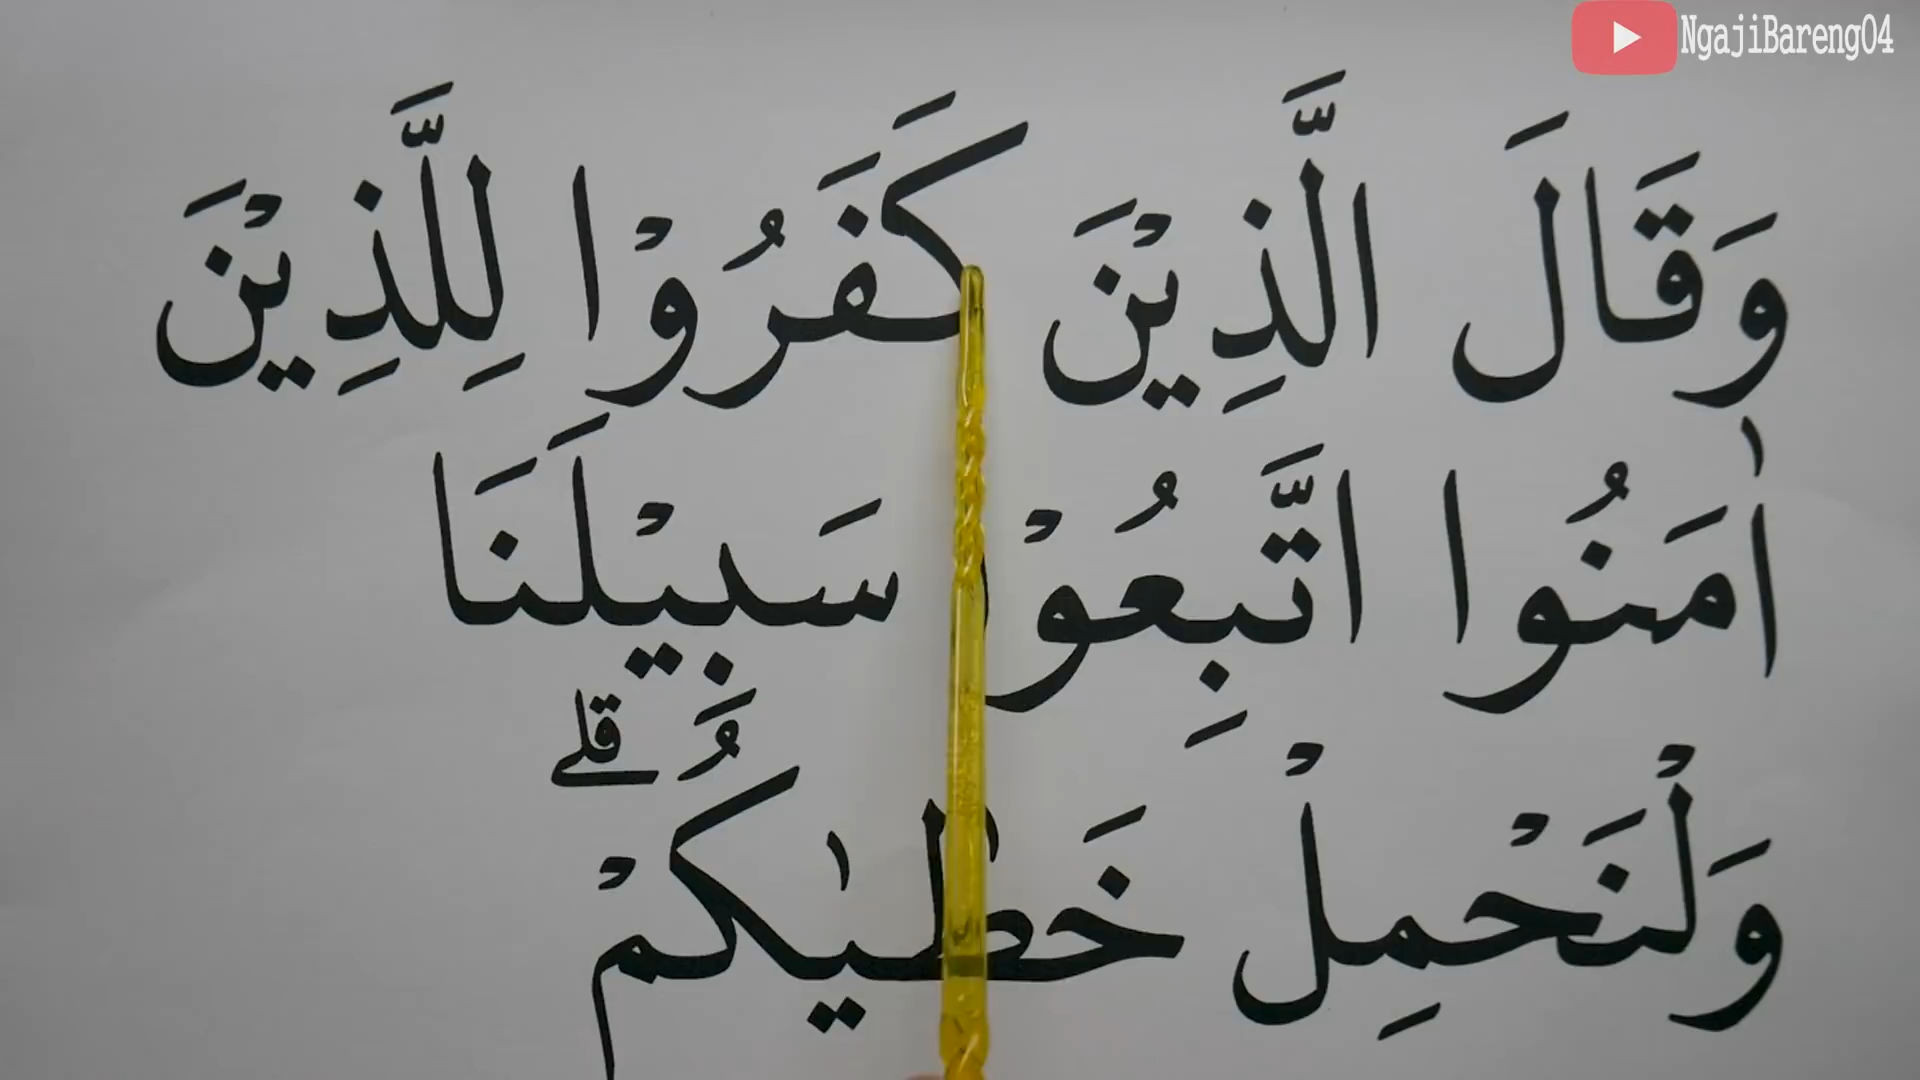 NgajiBareng04
وَقَالَ الَّذِيْنَ كَفَرُوْا لِلَّذِيْنَ
اٰمَنُوا اتَّبِعُوْا سَبِيْلَنَا
وَلْنَحْمِلْ خَطٰيٰكُمْ ۗ